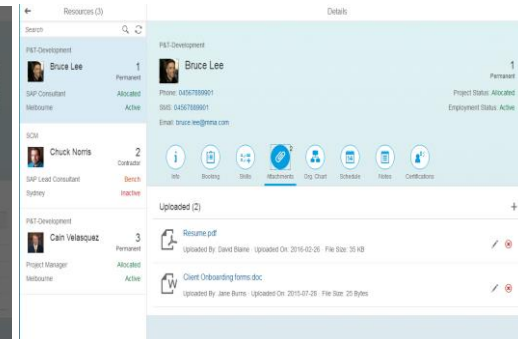 Resources (3)
Search
P&T-Development
Bruce Lee
1
Permanent
SAP Consultant
Allocated
Melbourne
Active
SCM
Chuck Norris
2
Contractor
SAP Lead Consultant
Bench
Sydney
Inactive
P&T-Development
Cain Velasquez
3
Permanent
Project Manager
Allocated
Melbourne
Active
Details
P&T-Development
Bruce Lee
1
Permanent
Phone: 04567899901
Project Status: Allocated
SMS: 04567899901
Employment Status: Active
Email: bruce.lee@mma.com
2
Info
Booking
Skills
Attachments
Org. Chart
Schedule
Notes
Certifications
Uploaded (2)
Resume.pdf
Uploaded By: David Blaine Uploaded On: 2016-02-26 File Size: 35 KB
Client Onboarding forms.doc
Uploaded By: Jane Burns Uploaded On: 2015-07-28 File Size: 25 Bytes